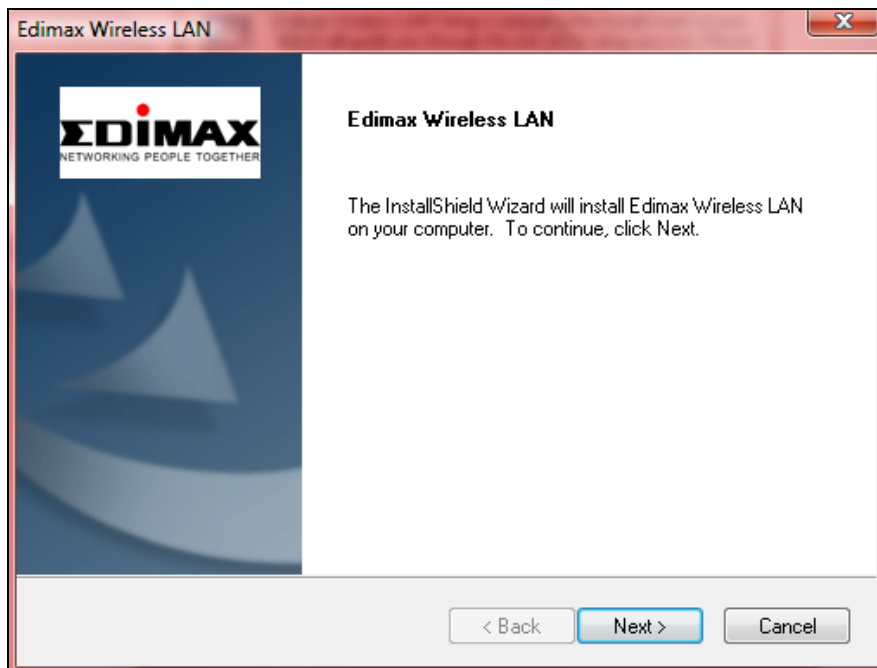 Edimax Wireless LAN
EDiMAX
NETWORKING PEOPLE TOGETHER
Edimax Wireless LAN
The InstallShield Wizard will install Edimax Wireless LAN
on your computer.  To continue, click Next.
< Back
Next >
Cancel